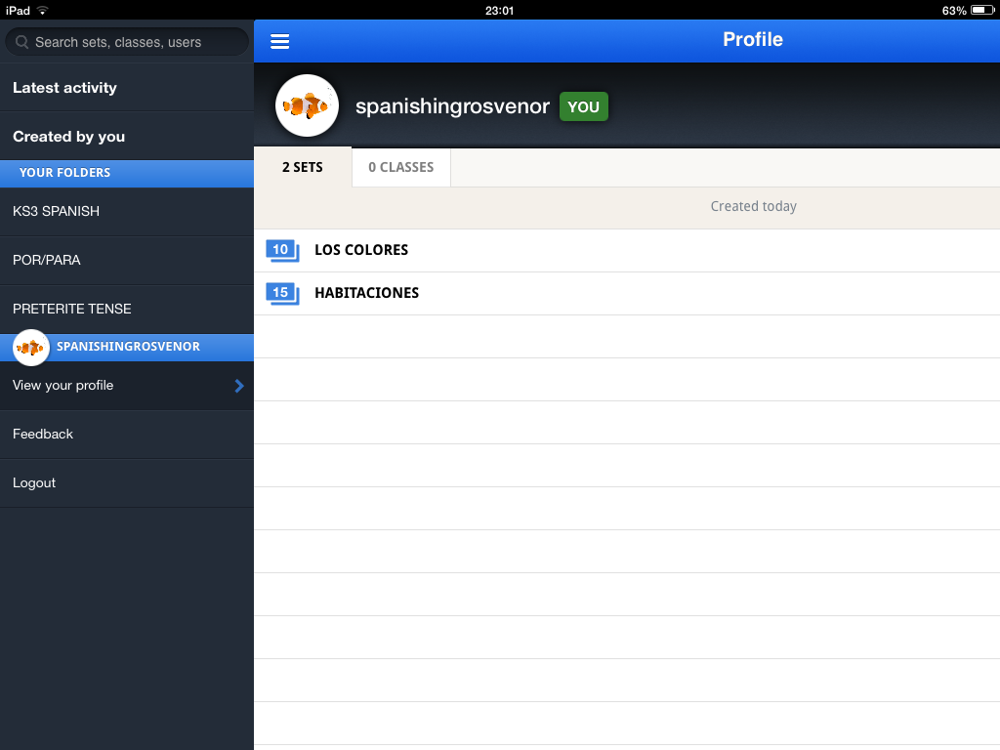 iPad 23:01 63%
Search sets, classes, users
Profile
Latest activity
Created by you
YOUR FOLDERS
KS3 SPANISH
POR/PARA
PRETERITE TENSE
SPANISHINGROSVENOR
View your profile
Feedback
Logout
spanishingrosvenor YOU
2 SETS 0 CLASSES
Created today
10 LOS COLORES
15 HABITACIONES